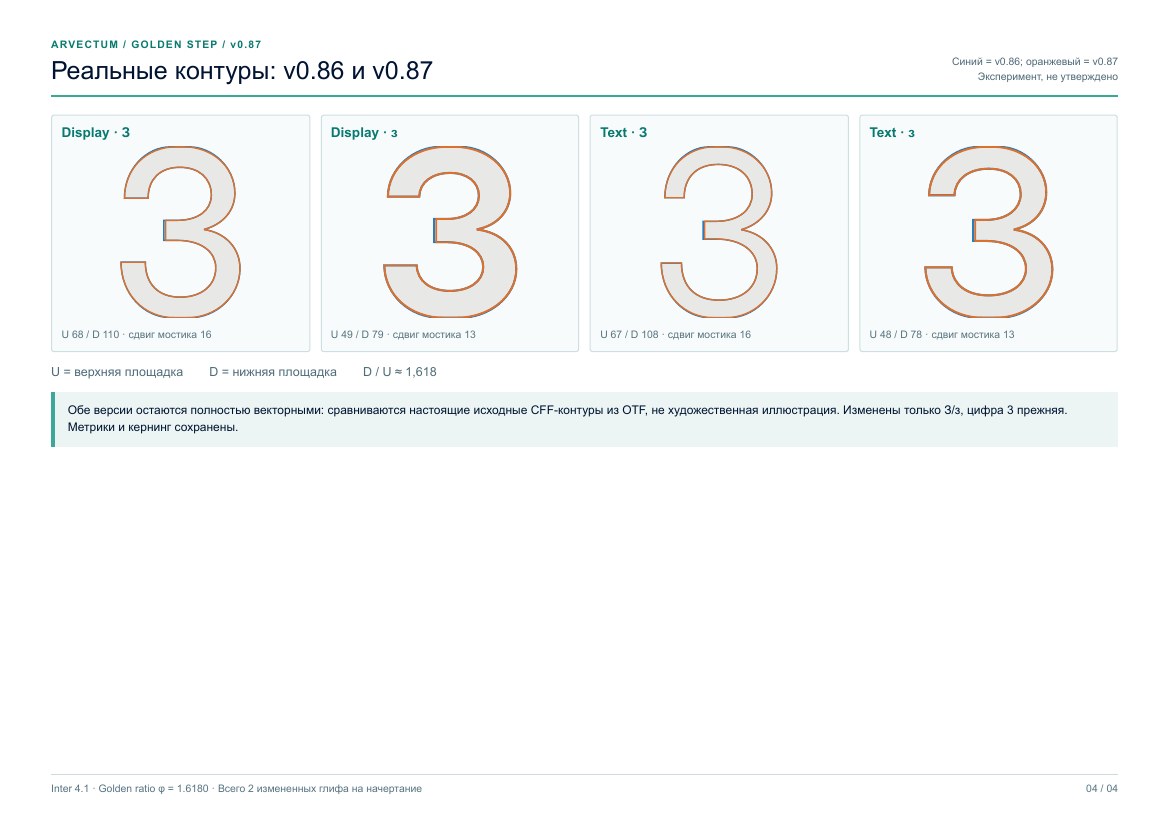 ARVECTUM / GOLDEN STEP / v0.87
Реальные контуры: v0.86 и v0.87
Синий = v0.86; оранжевый = v0.87
Эксперимент, не утверждено
Display · З
Display · з
Text · З
Text · з
З
З
З
З
U 68 / D 110 · сдвиг мостика 16
U 49 / D 79 · сдвиг мостика 13
U 67 / D 108 · сдвиг мостика 16
U 48 / D 78 · сдвиг мостика 13
U = верхняя площадка D = нижняя площадка D / U ≈ 1,618
Обе версии остаются полностью векторными: сравниваются настоящие исходные CFF-контуры из OTF, не художественная иллюстрация. Изменены только З/з, цифра 3 прежняя.
Метрики и кернинг сохранены.
Inter 4.1 · Golden ratio φ = 1.6180 · Всего 2 измененных глифа на начертание
04 / 04